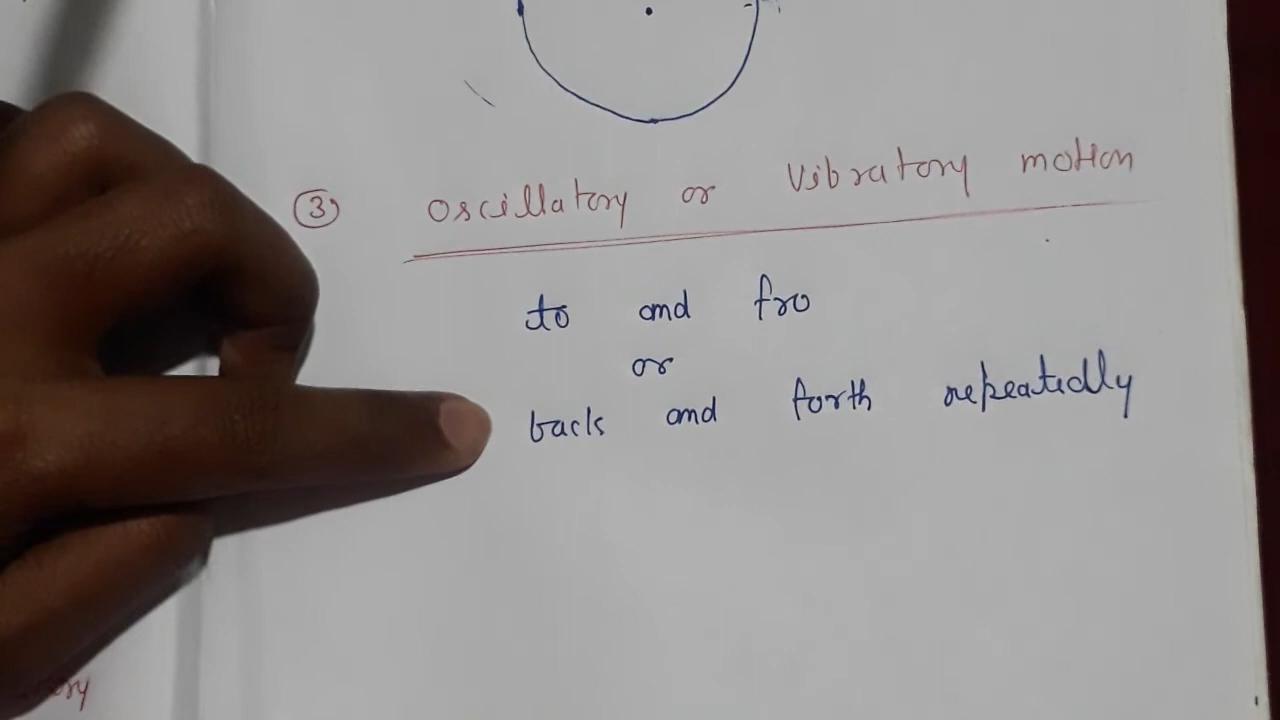 ③ Oscillatory or Vibratory motion
to and fro
or
back and forth repeatedly